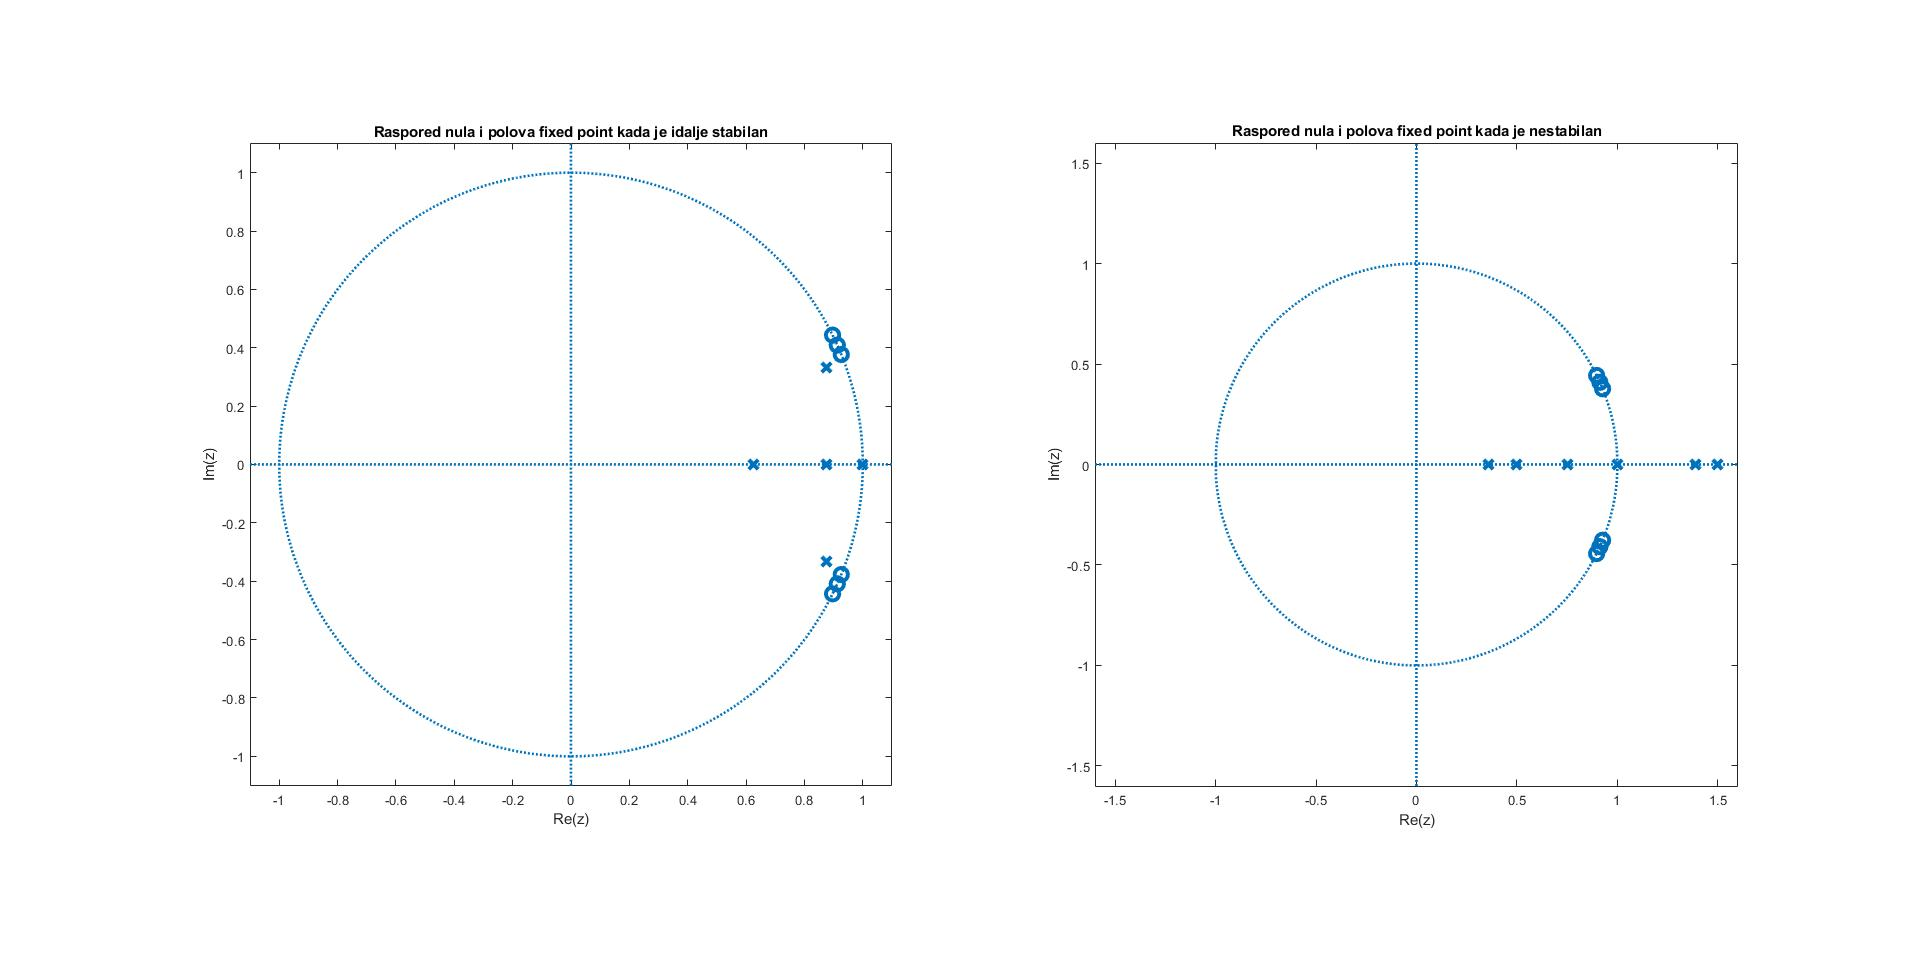 Raspored nula i polova fixed point kada je idalje stabilan
1
0.8
0.6
0.4
0.2
0
-0.2
-0.4
-0.6
-0.8
-1
Im(z)
-1 -0.8 -0.6 -0.4 -0.2 0 0.2 0.4 0.6 0.8 1
Re(z)
Raspored nula i polova fixed point kada je nestabilan
1.5
1
0.5
0
-0.5
-1
-1.5
Im(z)
-1.5 -1 -0.5 0 0.5 1 1.5
Re(z)